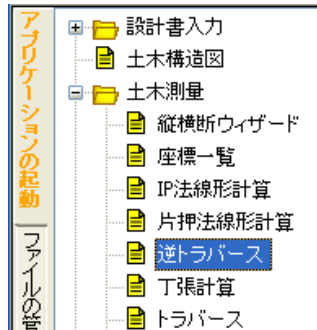 アプリケーションの起動
ファイルの管
設計書入力
土木構造図
土木測量
縦横断ウィザード
座標一覧
IP法線形計算
片押法線形計算
逆トラバース
丁張計算
トラバース